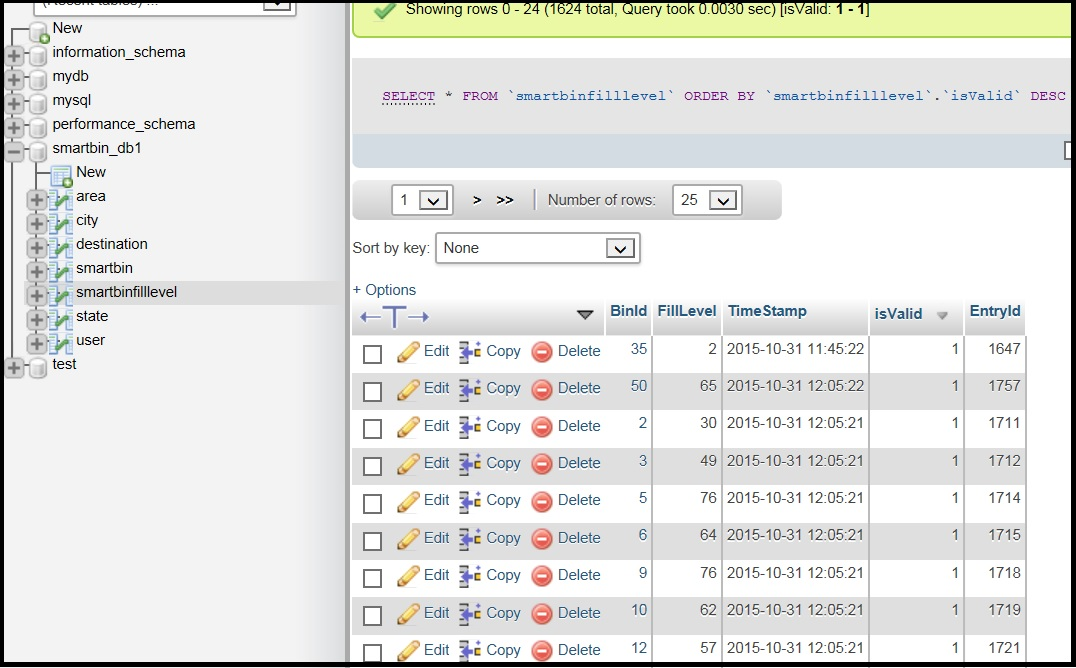 (Recent tables) ...
New
information_schema
mydb
mysql
performance_schema
smartbin_db1
New
area
city
destination
smartbin
smartbinfilllevel
state
user
test
Showing rows 0 - 24 (1624 total, Query took 0.0030 sec) [isValid: 1 - 1]
SELECT * FROM `smartbinfilllevel` ORDER BY `smartbinfilllevel`.`isValid` DESC
1 > >> Number of rows: 25
Sort by key: None
+ Options
←T→ BinId FillLevel TimeStamp isValid EntryId
Edit Copy Delete 35 2 2015-10-31 11:45:22 1 1647
Edit Copy Delete 50 65 2015-10-31 12:05:22 1 1757
Edit Copy Delete 2 30 2015-10-31 12:05:21 1 1711
Edit Copy Delete 3 49 2015-10-31 12:05:21 1 1712
Edit Copy Delete 5 76 2015-10-31 12:05:21 1 1714
Edit Copy Delete 6 64 2015-10-31 12:05:21 1 1715
Edit Copy Delete 9 76 2015-10-31 12:05:21 1 1718
Edit Copy Delete 10 62 2015-10-31 12:05:21 1 1719
Edit Copy Delete 12 57 2015-10-31 12:05:21 1 1721